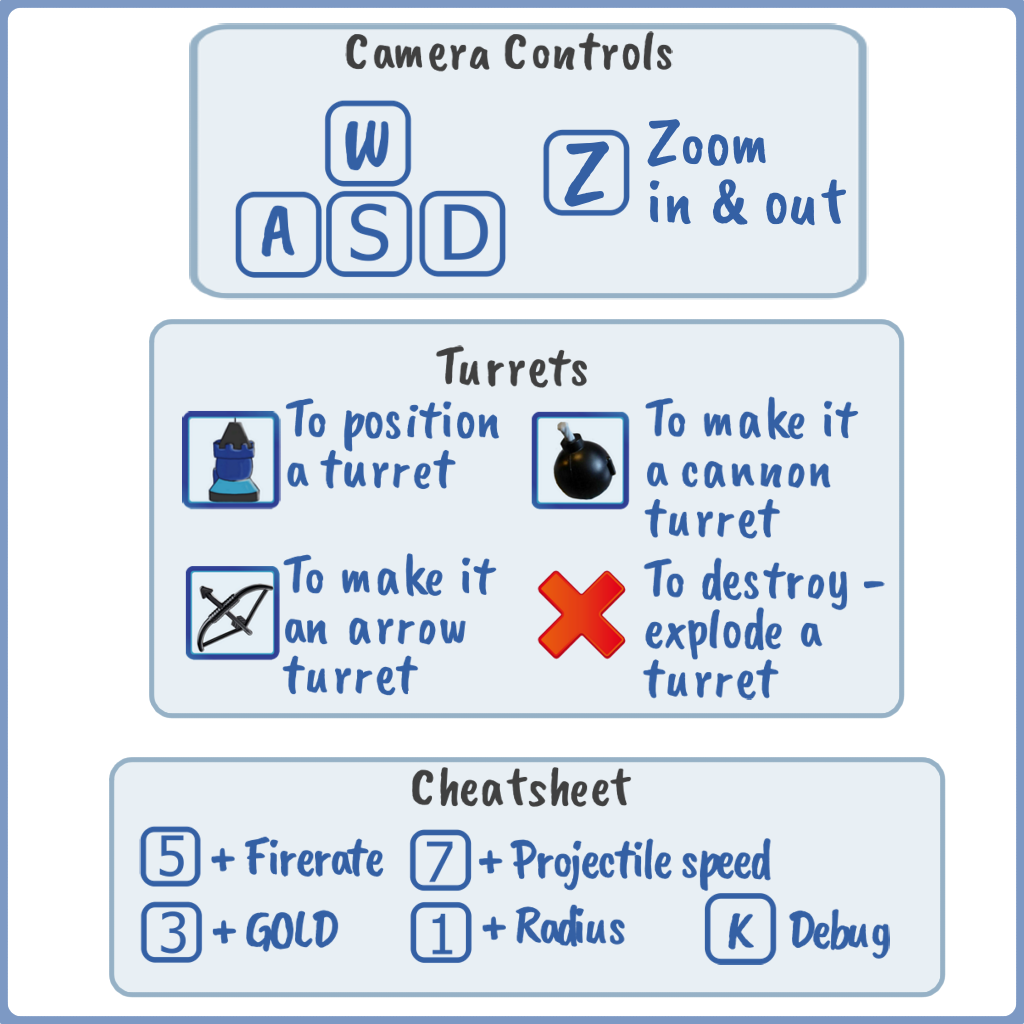 Camera Controls
W
A S D
Z
Zoom
in & out
Turrets
To position
a turret
To make it
a cannon
turret
To make it
an arrow
turret
To destroy -
explode a
turret
Cheatsheet
5 + Firerate
7 + Projectile speed
3 + GOLD
1 + Radius
K Debug